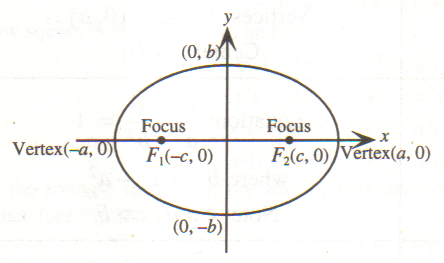 y
(0, b)
Focus Focus
x
Vertex(–a, 0) F₁(–c, 0) F₂(c, 0) Vertex(a, 0)
(0, –b)